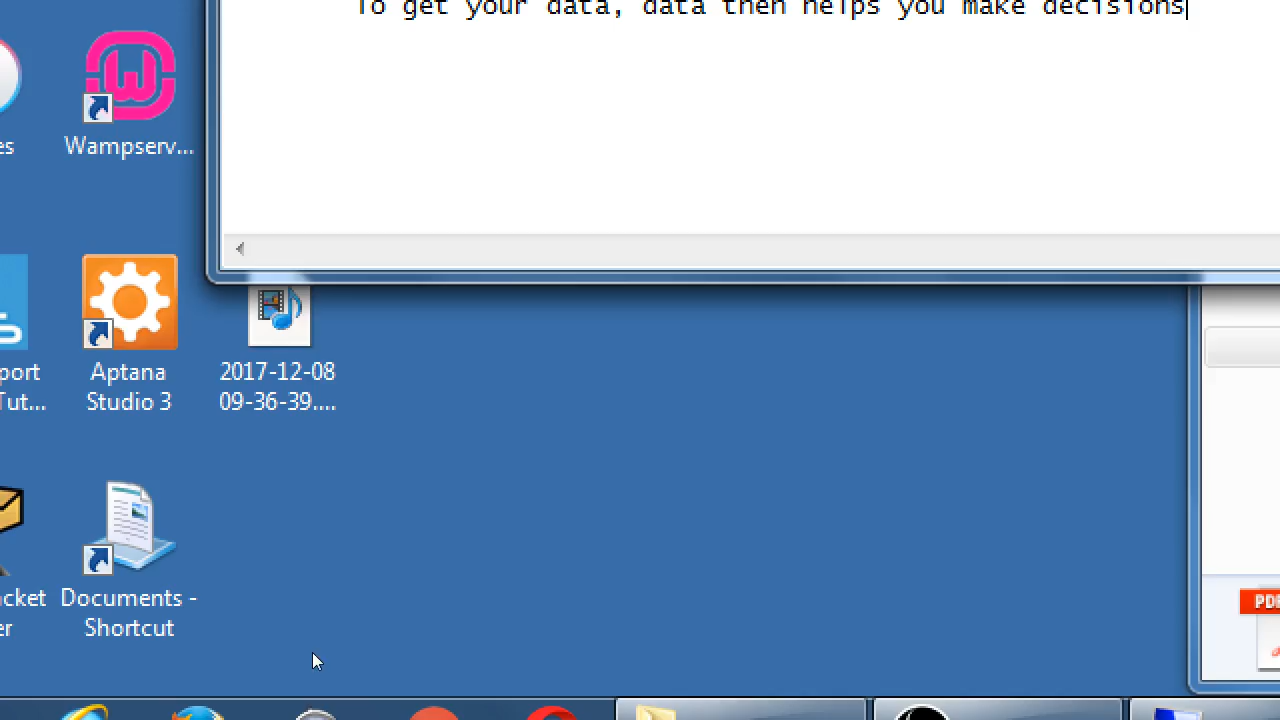 To get your data, data then helps you make decisions
es
Wampserv...
port
Tut...
Aptana
Studio 3
2017-12-08
09-36-39....
cket
er
Documents -
Shortcut
PDF